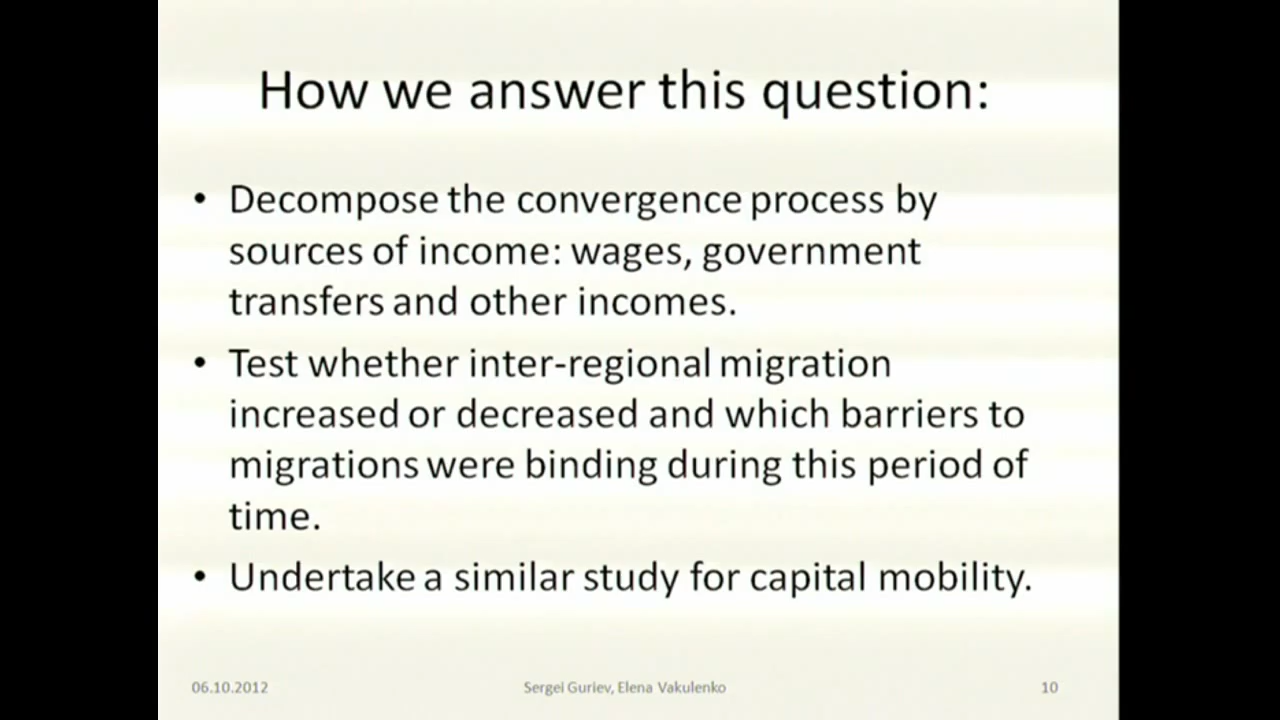 How we answer this question:
• Decompose the convergence process by
sources of income: wages, government
transfers and other incomes.
• Test whether inter-regional migration
increased or decreased and which barriers to
migrations were binding during this period of
time.
• Undertake a similar study for capital mobility.
06.10.2012
Sergei Guriev, Elena Vakulenko
10